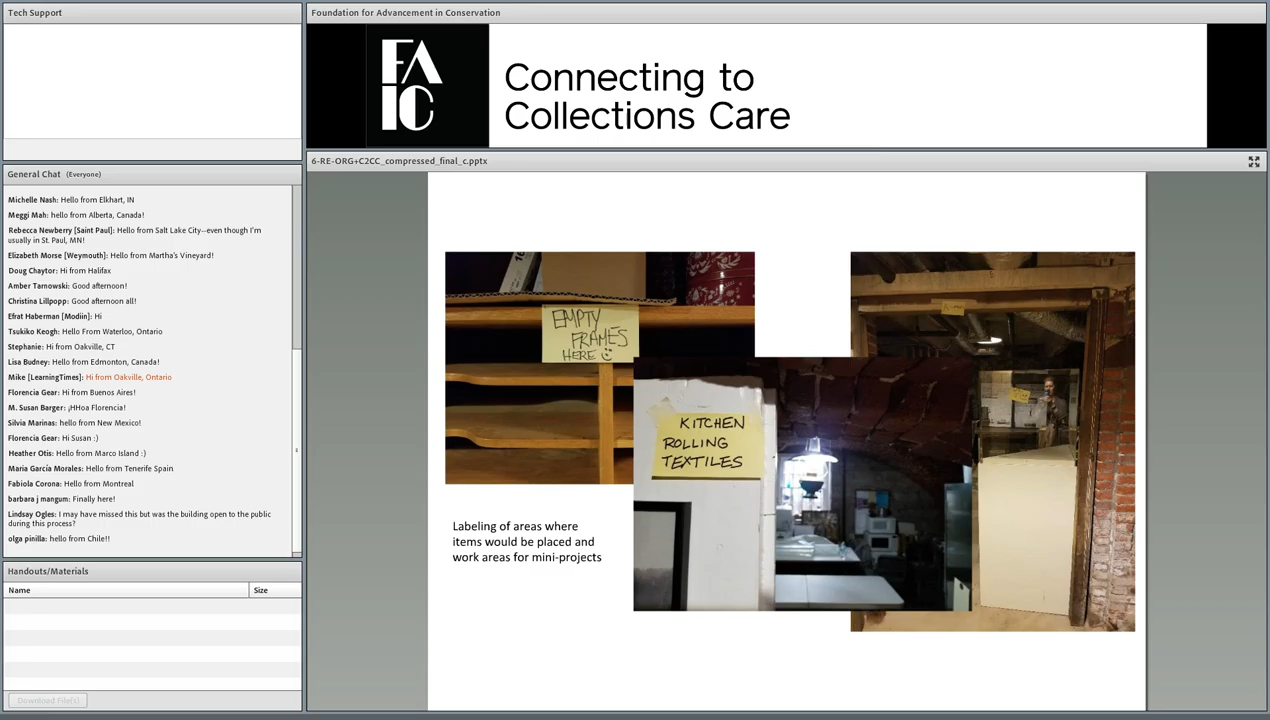 Tech Support
General Chat (Everyone)
Michelle Nash: Hello from Elkhart, IN
Meggi Mah: hello from Alberta, Canada!
Rebecca Newberry [Saint Paul]: Hello from Salt Lake City--even though I'm
usually in St. Paul, MN!
Elizabeth Morse [Weymouth]: Hello from Martha's Vineyard!
Doug Chaytor: Hi from Halifax
Amber Tarnowski: Good afternoon!
Christina Lillpopp: Good afternoon all!
Efrat Haberman [Modiin]: Hi
Tsukiko Keogh: Hello From Waterloo, Ontario
Stephanie: Hi from Oakville, CT
Lisa Budney: Hello from Edmonton, Canada!
Mike [LearningTimes]: Hi from Oakville, Ontario
Florencia Gear: Hi from Buenos Aires!
M. Susan Barger: ¡HHoa Florencia!
Silvia Marinas: hello from New Mexico!
Florencia Gear: Hi Susan :)
Heather Otis: Hello from Marco Island :)
Maria García Morales: Hello from Tenerife Spain
Fabiola Corona: Hello from Montreal
barbara j mangum: Finally here!
Lindsay Ogles: I may have missed this but was the building open to the public
during this process?
olga pinilla: hello from Chile!!
Handouts/Materials
Name Size
Download File(s)
Foundation for Advancement in Conservation
FAIC
Connecting to
Collections Care
6-RE-ORG+C2CC_compressed_final_c.pptx
EMPTY
FRAMES
HERE
KITCHEN
ROLLING
TEXTILES
Labeling of areas where
items would be placed and
work areas for mini-projects